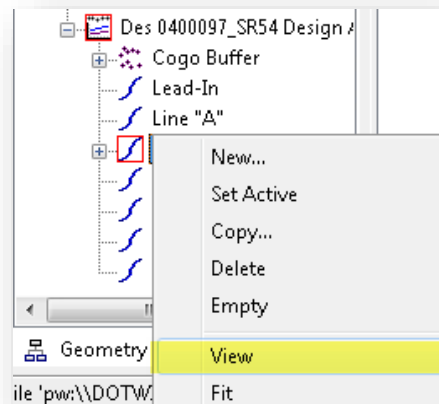 Des 0400097_SR54 Design
Cogo Buffer
Lead-In
Line "A"
New...
Set Active
Copy...
Delete
Empty
Geometry
View
ile 'pw:\\DOTW
Fit